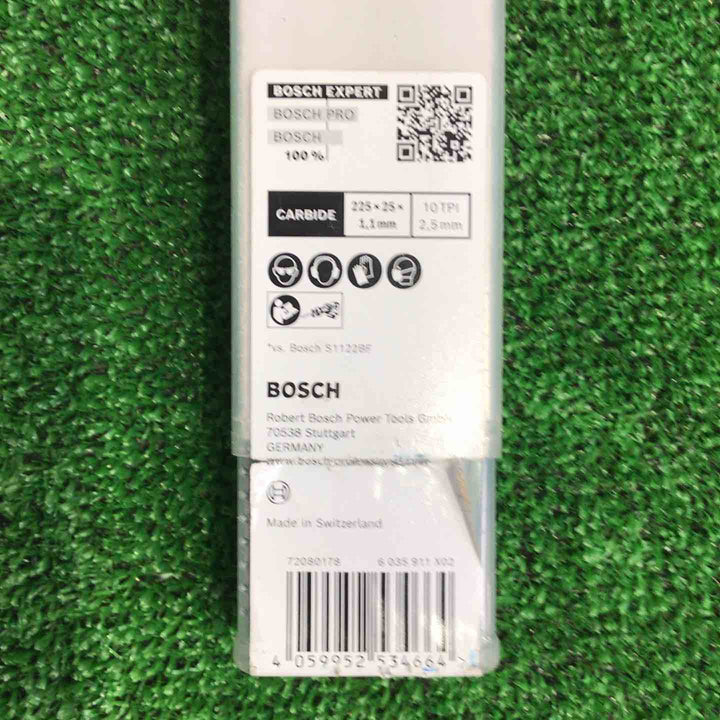 BOSCH EXPERT
BOSCH PRO
BOSCH
100 %
CARBIDE
225 × 25 ×
1,1 mm
10 TPI
2,5 mm
*vs. Bosch S1122BF
BOSCH
Robert Bosch Power Tools GmbH
70538 Stuttgart
GERMANY
Made in Switzerland
72080178 6 035 911 X02
4 059952 534664 >